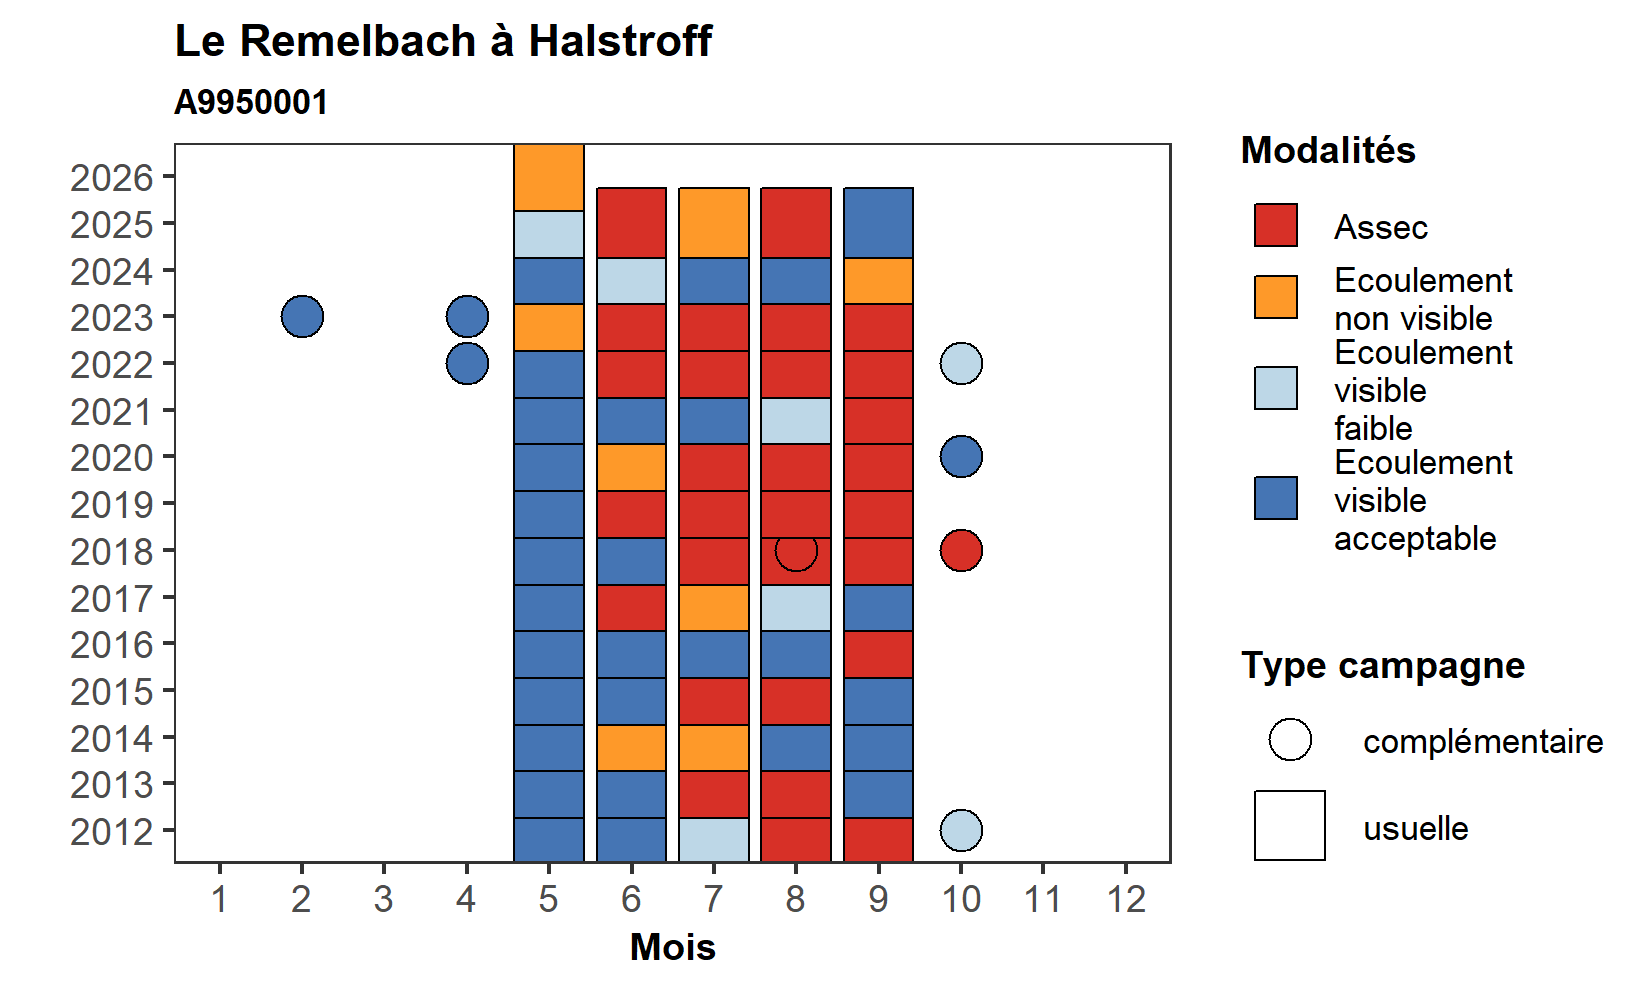 Le Remelbach à Halstroff
A9950001
2026
2025
2024
2023
2022
2021
2020
2019
2018
2017
2016
2015
2014
2013
2012
1 2 3 4 5 6 7 8 9 10 11 12
Mois
Modalités
Assec
Ecoulement
non visible
Ecoulement
visible
faible
Ecoulement
visible
acceptable
Type campagne
complémentaire
usuelle